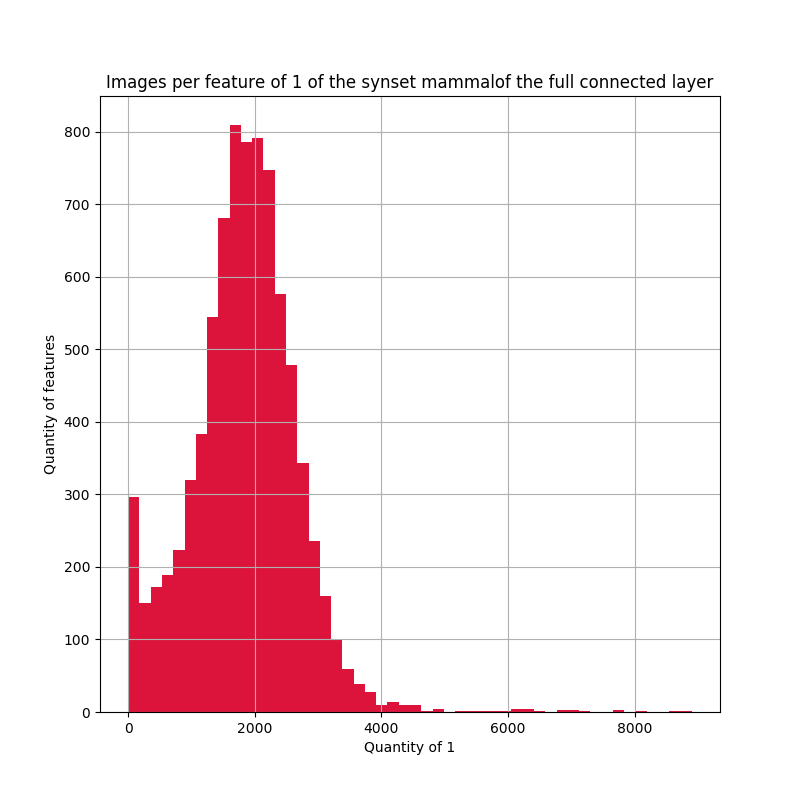 Images per feature of 1 of the synset mammalof the full connected layer
800
700
600
500
400
300
200
100
0
Quantity of features
0 2000 4000 6000 8000
Quantity of 1